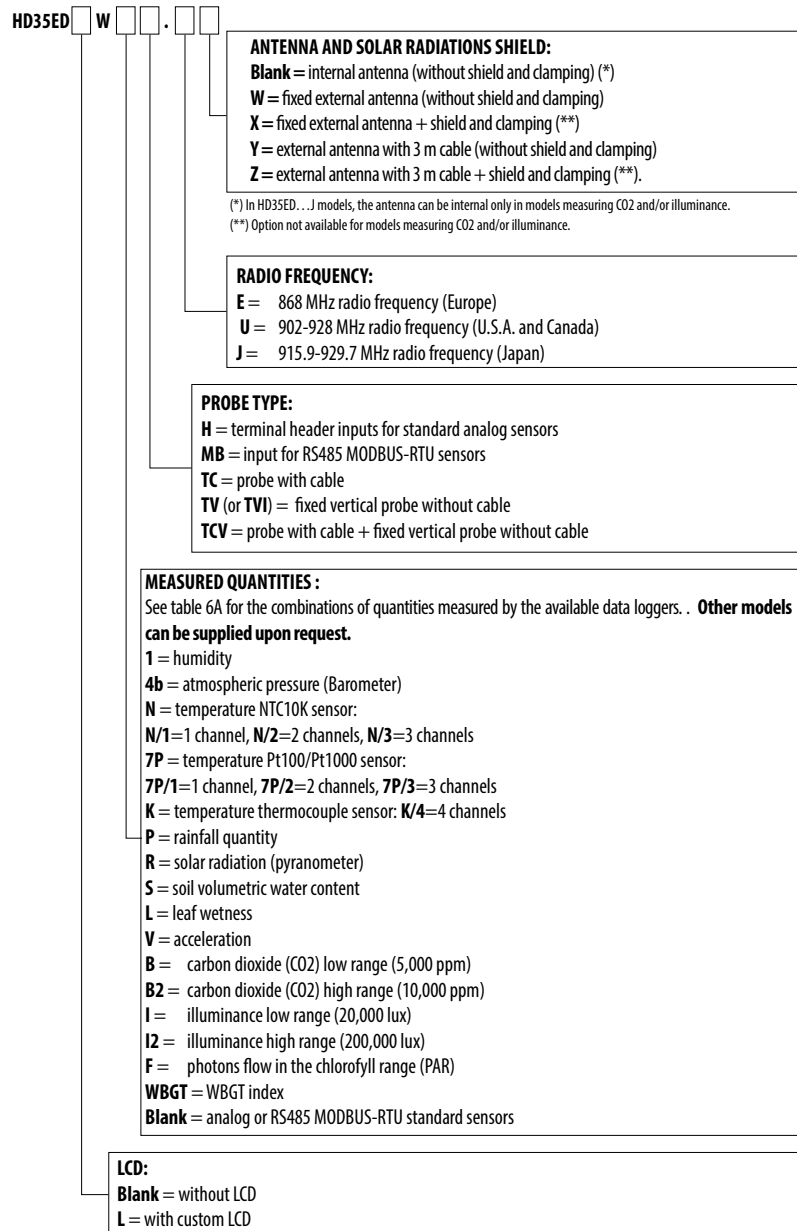 HD35ED W .
ANTENNA AND SOLAR RADIATIONS SHIELD:
Blank = internal antenna (without shield and clamping) (*)
W = fixed external antenna (without shield and clamping)
X = fixed external antenna + shield and clamping (**)
Y = external antenna with 3 m cable (without shield and clamping)
Z = external antenna with 3 m cable + shield and clamping (**).
(*) In HD35ED...J models, the antenna can be internal only in models measuring CO2 and/or illuminance.
(**) Option not available for models measuring CO2 and/or illuminance.
RADIO FREQUENCY:
E = 868 MHz radio frequency (Europe)
U = 902-928 MHz radio frequency (U.S.A. and Canada)
J = 915.9-929.7 MHz radio frequency (Japan)
PROBE TYPE:
H = terminal header inputs for standard analog sensors
MB = input for RS485 MODBUS-RTU sensors
TC = probe with cable
TV (or TVI) = fixed vertical probe without cable
TCV = probe with cable + fixed vertical probe without cable
MEASURED QUANTITIES :
See table 6A for the combinations of quantities measured by the available data loggers. . Other models
can be supplied upon request.
1 = humidity
4b = atmospheric pressure (Barometer)
N = temperature NTC10K sensor:
N/1=1 channel, N/2=2 channels, N/3=3 channels
7P = temperature Pt100/Pt1000 sensor:
7P/1=1 channel, 7P/2=2 channels, 7P/3=3 channels
K = temperature thermocouple sensor: K/4=4 channels
P = rainfall quantity
R = solar radiation (pyranometer)
S = soil volumetric water content
L = leaf wetness
V = acceleration
B = carbon dioxide (CO2) low range (5,000 ppm)
B2 = carbon dioxide (CO2) high range (10,000 ppm)
I = illuminance low range (20,000 lux)
I2 = illuminance high range (200,000 lux)
F = photons flow in the chlorofyll range (PAR)
WBGT = WBGT index
Blank = analog or RS485 MODBUS-RTU standard sensors
LCD:
Blank = without LCD
L = with custom LCD